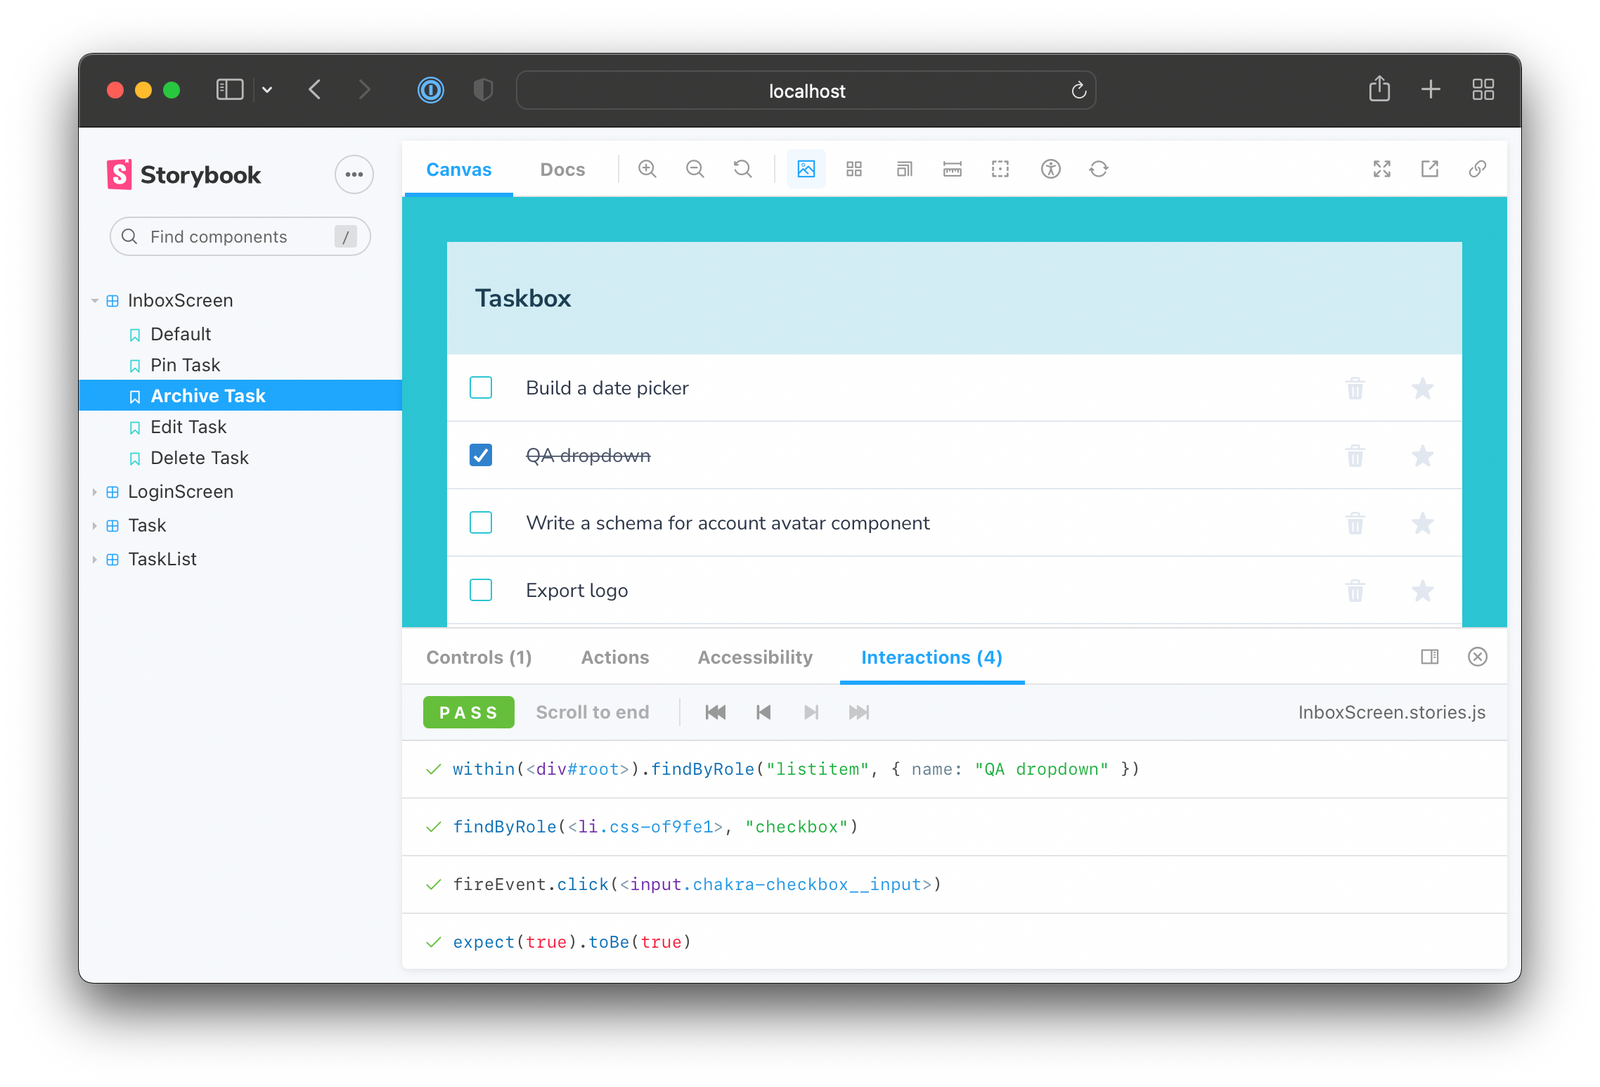 localhost
Storybook
Find components /
InboxScreen
Default
Pin Task
Archive Task
Edit Task
Delete Task
LoginScreen
Task
TaskList
Canvas Docs
Taskbox
Build a date picker
QA dropdown
Write a schema for account avatar component
Export logo
Controls (1) Actions Accessibility Interactions (4)
PASS Scroll to end InboxScreen.stories.js
within(<div#root>).findByRole("listitem", { name: "QA dropdown" })
findByRole(<li.css-of9fe1>, "checkbox")
fireEvent.click(<input.chakra-checkbox__input>)
expect(true).toBe(true)